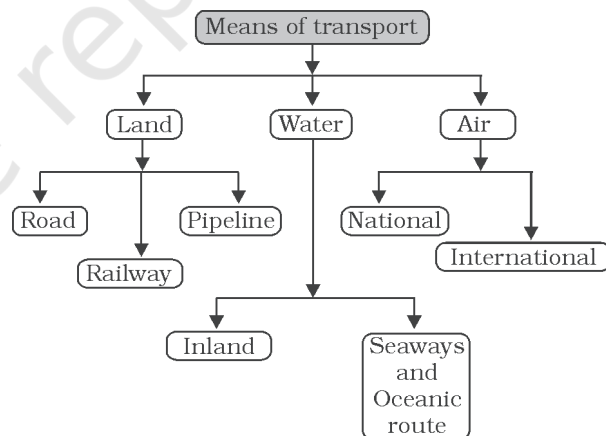 Means of transport
Land
Water
Air
Road
Pipeline
National
Railway
International
Inland
Seaways
and
Oceanic
route